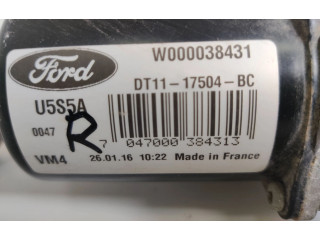 Ford
W000038431
DT11-17504-BC
U5S5A
0047
R
7 047000 384313
VM4
26.01.16 10:22 Made in France